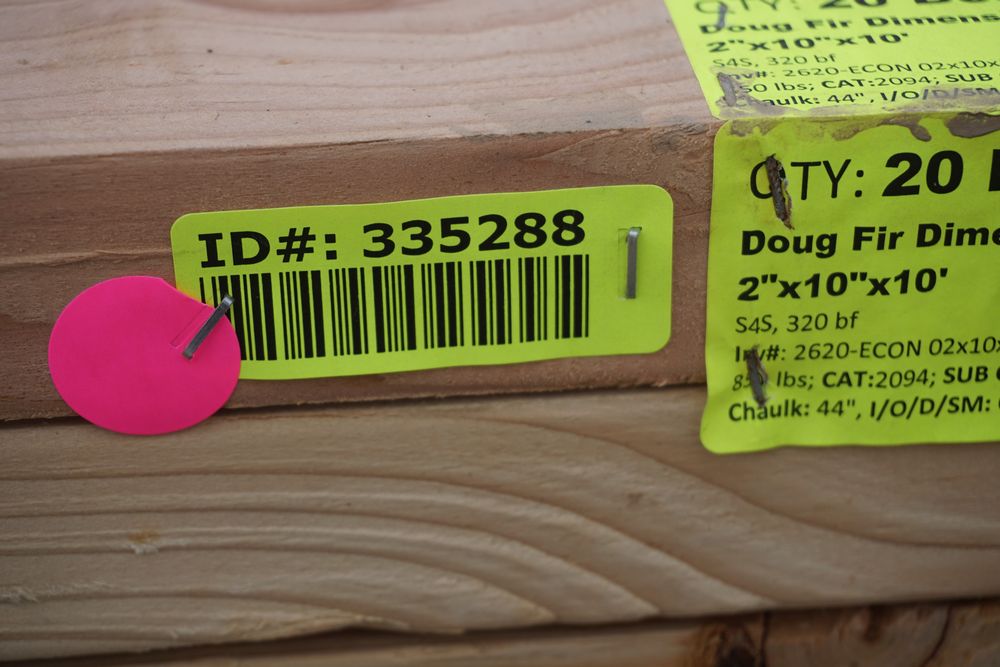 QTY: 20
Doug Fir Dimens
2"x10"x10'
S4S, 320 bf
Inv#: 2620-ECON 02x10x
850 lbs; CAT:2094; SUB
Chaulk: 44", I/O/D/SM:
ID#: 335288
QTY: 20
Doug Fir Dime
2"x10"x10'
S4S, 320 bf
Inv#: 2620-ECON 02x10x
850 lbs; CAT:2094; SUB
Chaulk: 44", I/O/D/SM: